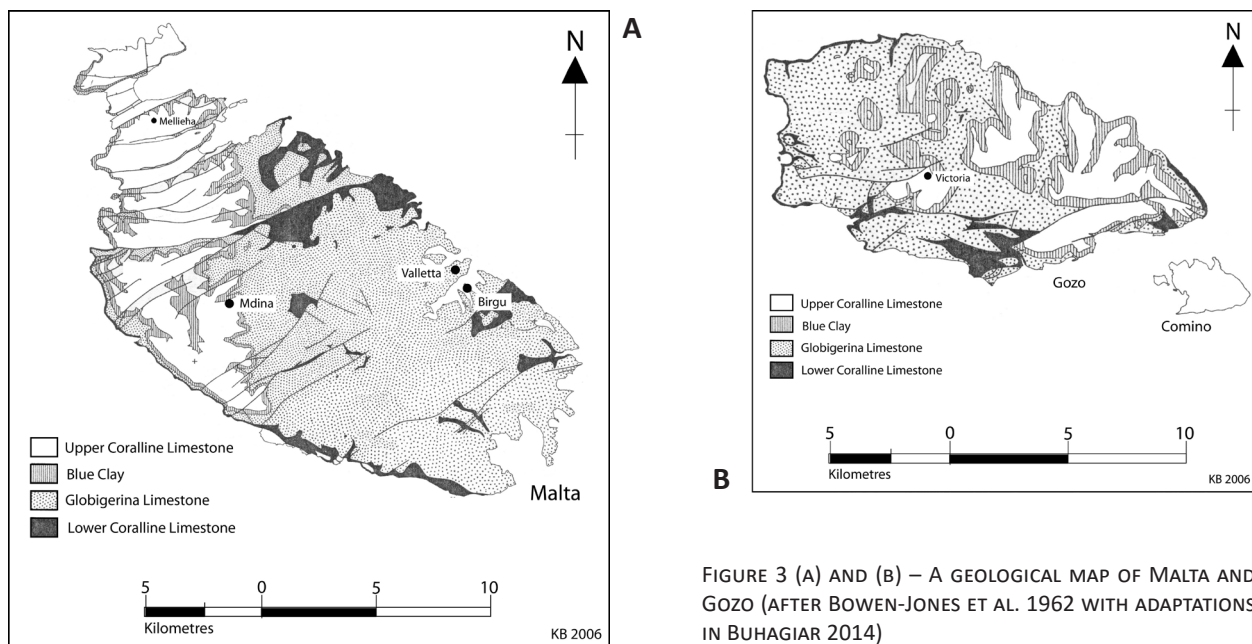 A
N
Mellieha
Valletta
Birgu
Mdina
Upper Coralline Limestone
Blue Clay
Globigerina Limestone
Lower Coralline Limestone
Malta
5 0 5 10
Kilometres
KB 2006
N
Victoria
Gozo
Comino
Upper Coralline Limestone
Blue Clay
Globigerina Limestone
Lower Coralline Limestone
5 0 5 10
Kilometres
KB 2006
B
FIGURE 3 (A) AND (B) – A GEOLOGICAL MAP OF MALTA AND
GOZO (AFTER BOWEN-JONES ET AL. 1962 WITH ADAPTATIONS
IN BUHAGIAR 2014)